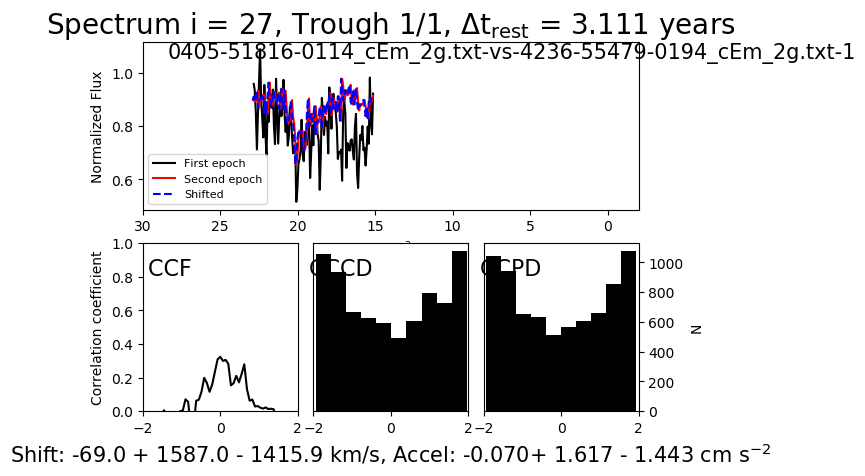 Spectrum i = 27, Trough 1/1, Δt_rest = 3.111 years
0405-51816-0114_cEm_2g.txt-vs-4236-55479-0194_cEm_2g.txt-1
Normalized Flux
1.0
0.8
0.6
First epoch
Second epoch
Shifted
30 25 20 15 10 5 0
Correlation coefficient
1.0
0.8
0.6
0.4
0.2
0.0
CCF
CCCD
CCPD
1000
800
600
400
200
0
N
−2 0 2
−2 0 2
−2 0 2
Shift: -69.0 + 1587.0 - 1415.9 km/s, Accel: -0.070+ 1.617 - 1.443 cm s⁻²